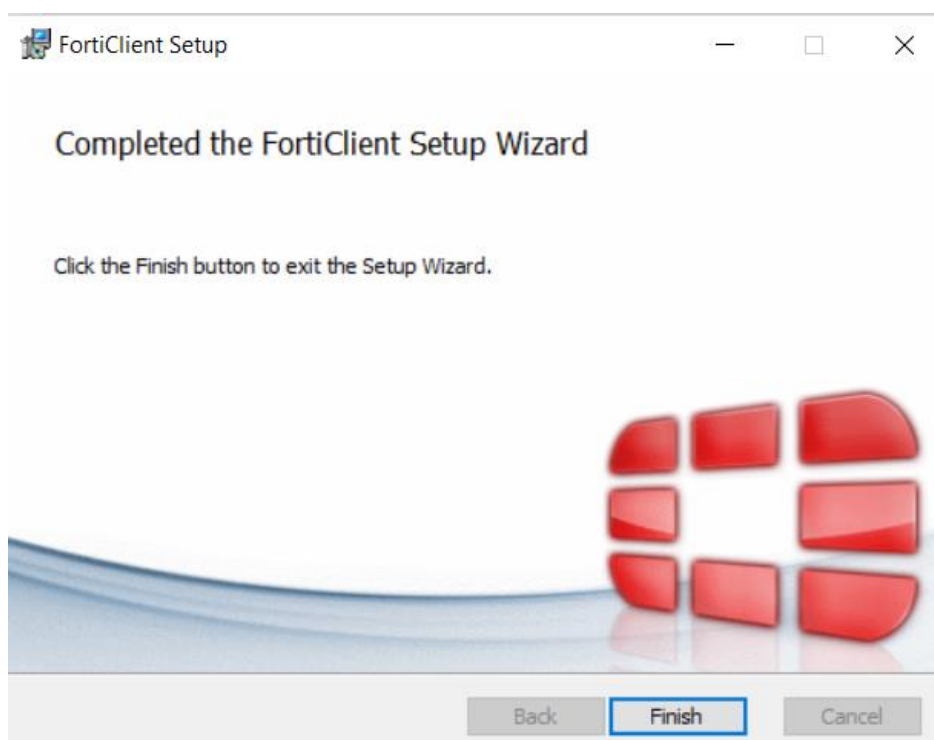 FortiClient Setup
Completed the FortiClient Setup Wizard
Click the Finish button to exit the Setup Wizard.
Back Finish Cancel